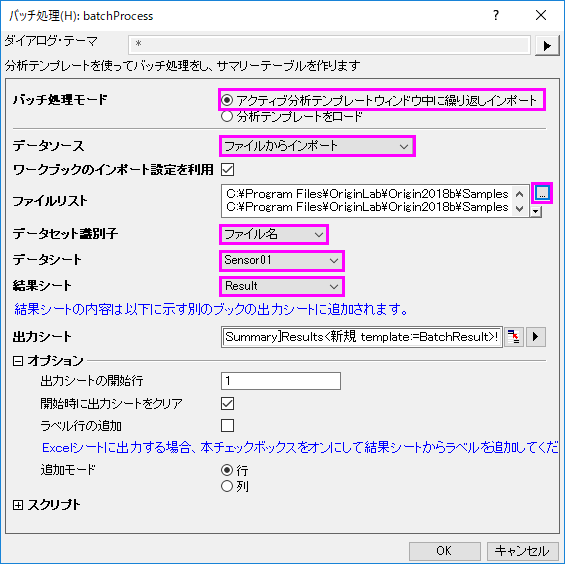 バッチ処理(H): batchProcess
ダイアログ・テーマ *
分析テンプレートを使ってバッチ処理をし、サマリーテーブルを作ります
バッチ処理モード アクティブ分析テンプレートウィンドウ中に繰り返しインポート
分析テンプレートをロード
データソース ファイルからインポート
ワークブックのインポート設定を利用
ファイルリスト C:¥Program Files¥OriginLab¥Origin2018b¥Samples
C:¥Program Files¥OriginLab¥Origin2018b¥Samples
...
データセット識別子 ファイル名
データシート Sensor01
結果シート Result
結果シートの内容は以下に示す別のブックの出力シートに追加されます。
出力シート Summary]Results<新規 template:=BatchResult>!
オプション
出力シートの開始行 1
開始時に出力シートをクリア
ラベル行の追加
Excelシートに出力する場合、本チェックボックスをオンにして結果シートからラベルを追加してくだ
追加モード 行
列
スクリプト
OK キャンセル